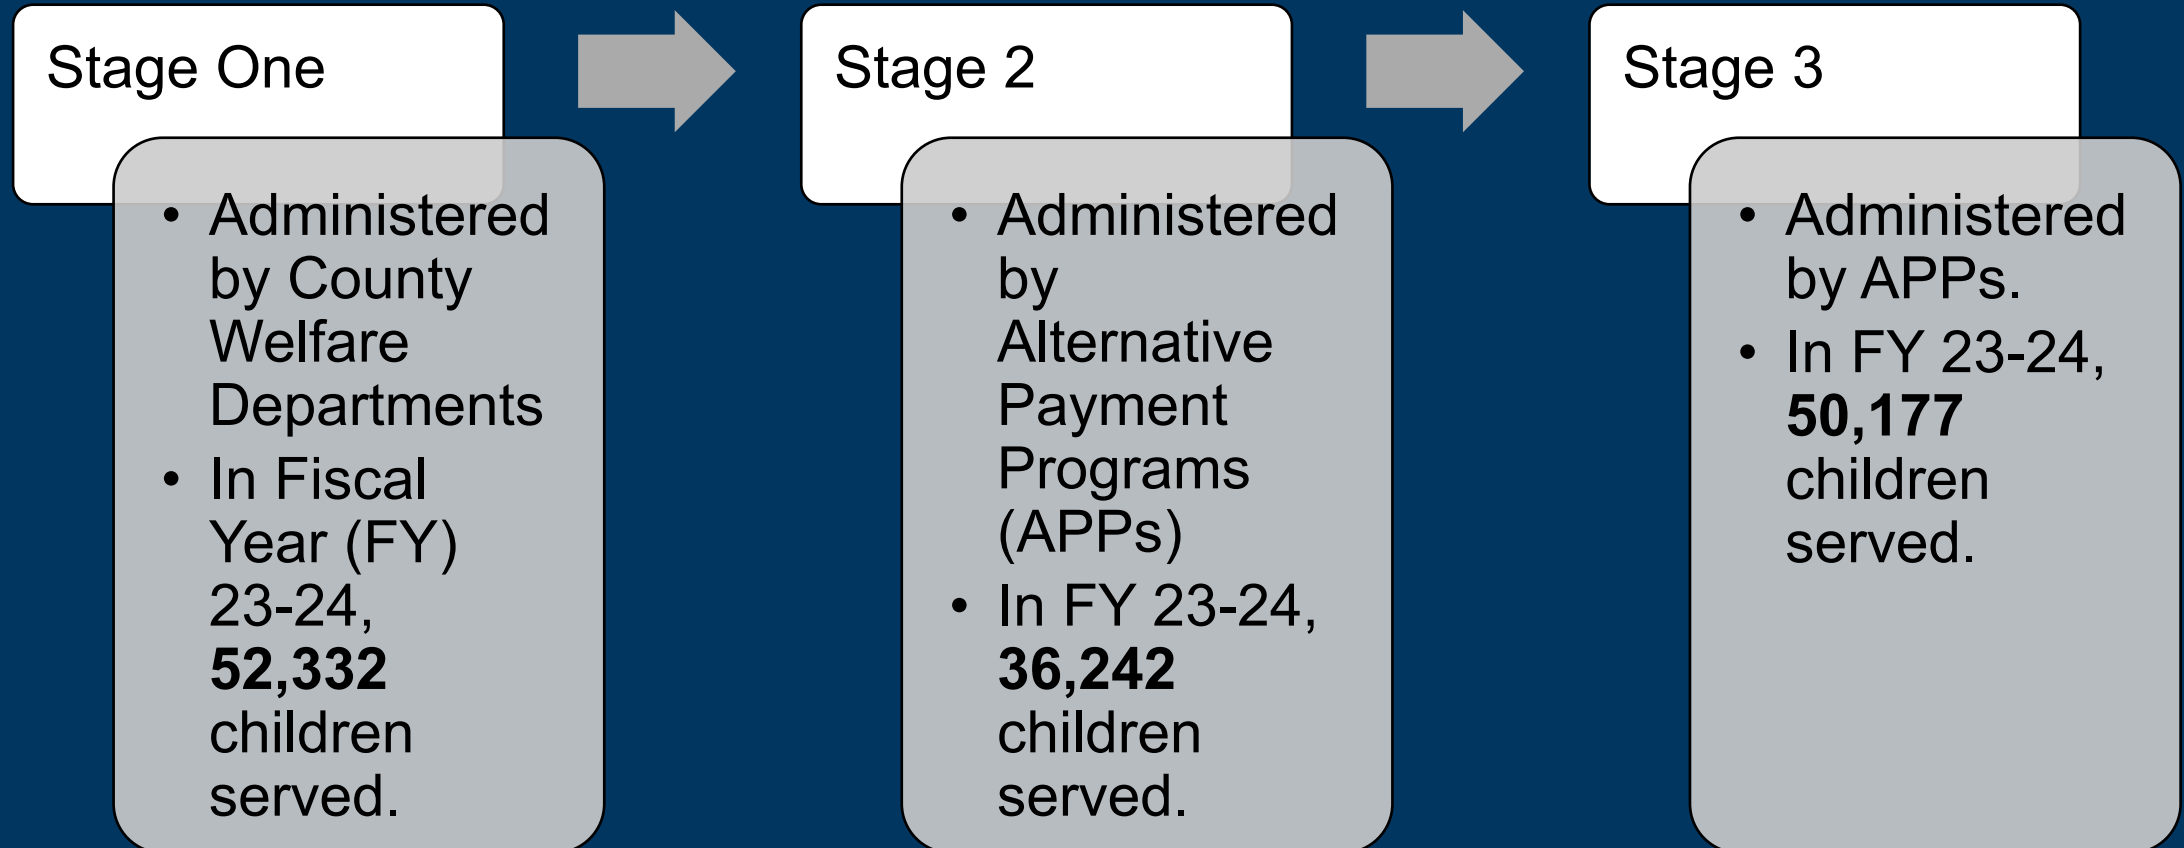 Stage One
• Administered
by County
Welfare
Departments
• In Fiscal
Year (FY)
23-24,
52,332
children
served.
Stage 2
• Administered
by
Alternative
Payment
Programs
(APPs)
• In FY 23-24,
36,242
children
served.
Stage 3
• Administered
by APPs.
• In FY 23-24,
50,177
children
served.